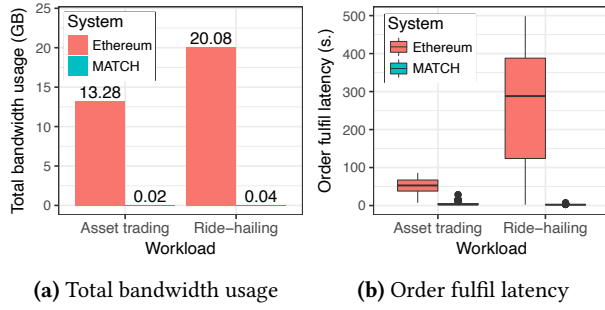 Total bandwidth usage (GB)
25
20
15
10
5
0
System
Ethereum
MATCH
13.28
0.02
20.08
0.04
Asset trading
Ride−hailing
Workload
(a) Total bandwidth usage
Order fulfil latency (s.)
500
400
300
200
100
0
System
Ethereum
MATCH
Asset trading
Ride−hailing
Workload
(b) Order fulfil latency